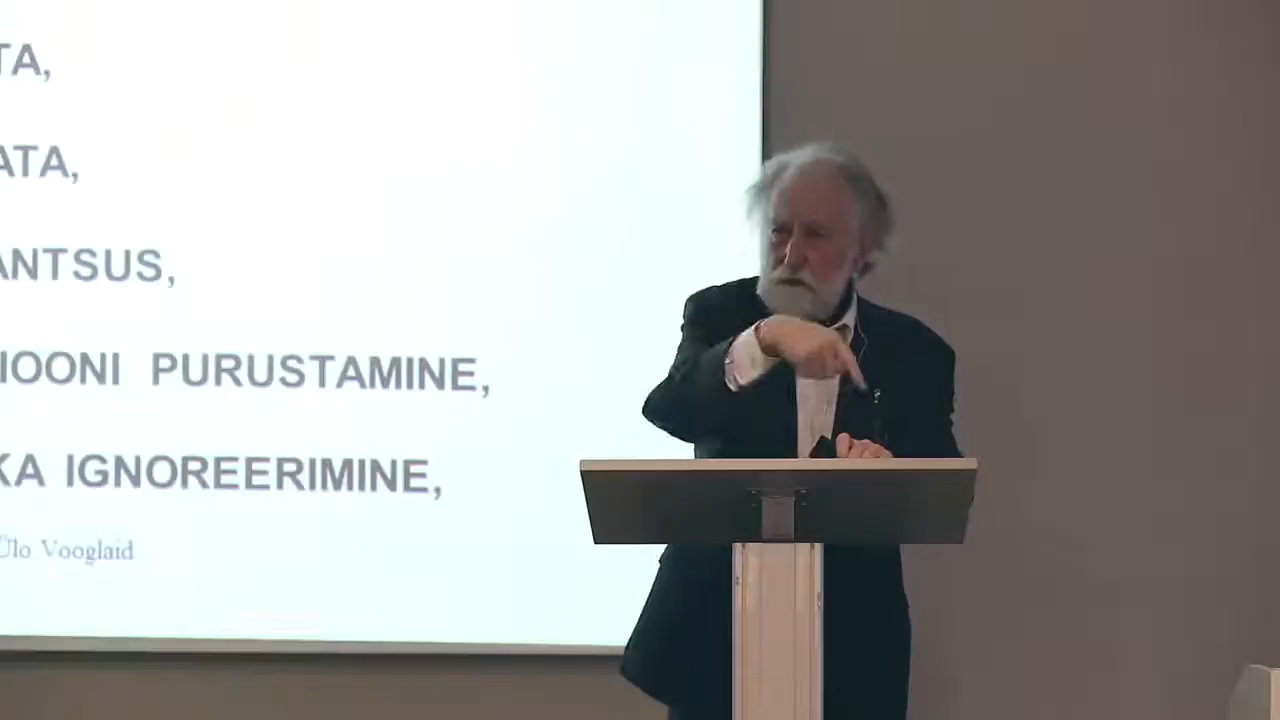 TA,
ATA,
ANTSUS,
IOONI PURUSTAMINE,
KA IGNOREERIMINE,
Ülo Vooglaid